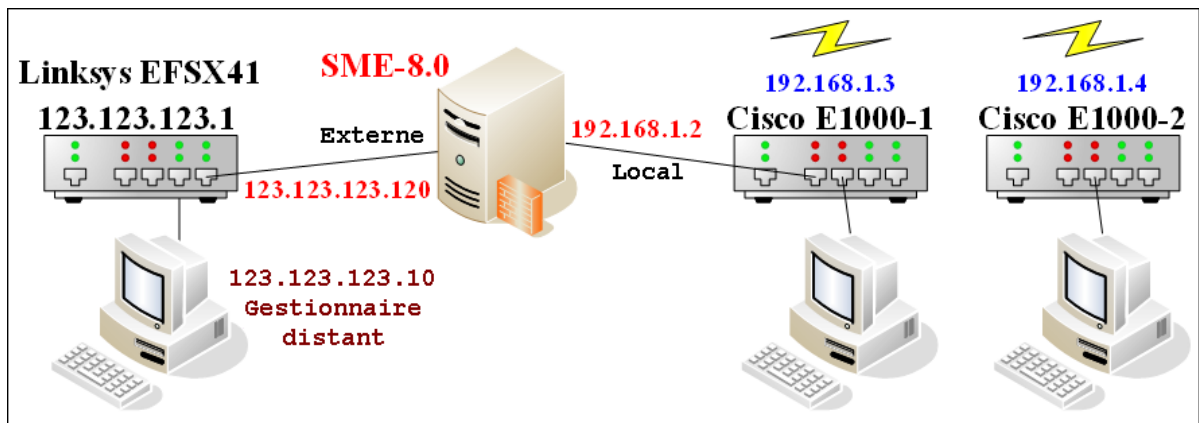 Linksys EFSX41
123.123.123.1
SME-8.0
Externe
123.123.123.120
192.168.1.2
Local
192.168.1.3
Cisco E1000-1
192.168.1.4
Cisco E1000-2
123.123.123.10
Gestionnaire
distant